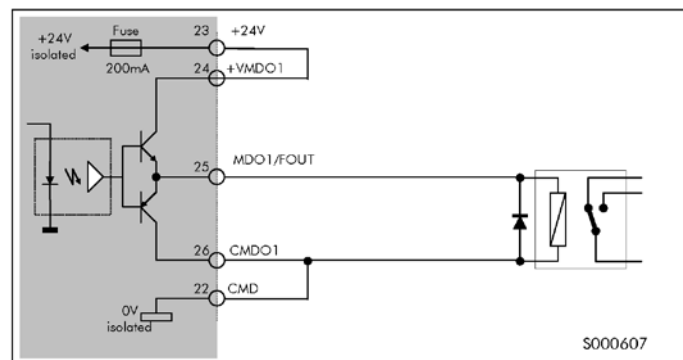 Fuse
23
+24V
+24V
isolated
200mA
24
+VMDO1
25
MDO1/FOUT
26
CMDO1
22
CMD
0V
isolated
S000607